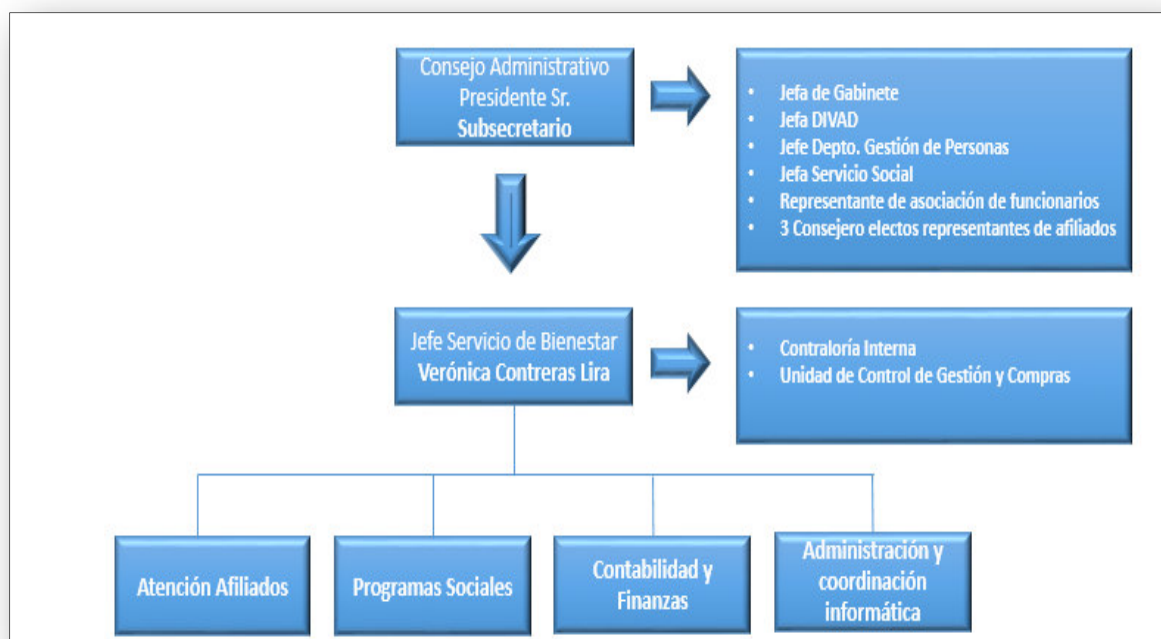 Consejo Administrativo
Presidente Sr.
Subsecretario
• Jefa de Gabinete
• Jefa DIVAD
• Jefe Depto. Gestión de Personas
• Jefa Servicio Social
• Representante de asociación de funcionarios
• 3 Consejero electos representantes de afiliados
Jefe Servicio de Bienestar
Verónica Contreras Lira
• Contraloría Interna
• Unidad de Control de Gestión y Compras
Atención Afiliados
Programas Sociales
Contabilidad y
Finanzas
Administración y
coordinación
informática